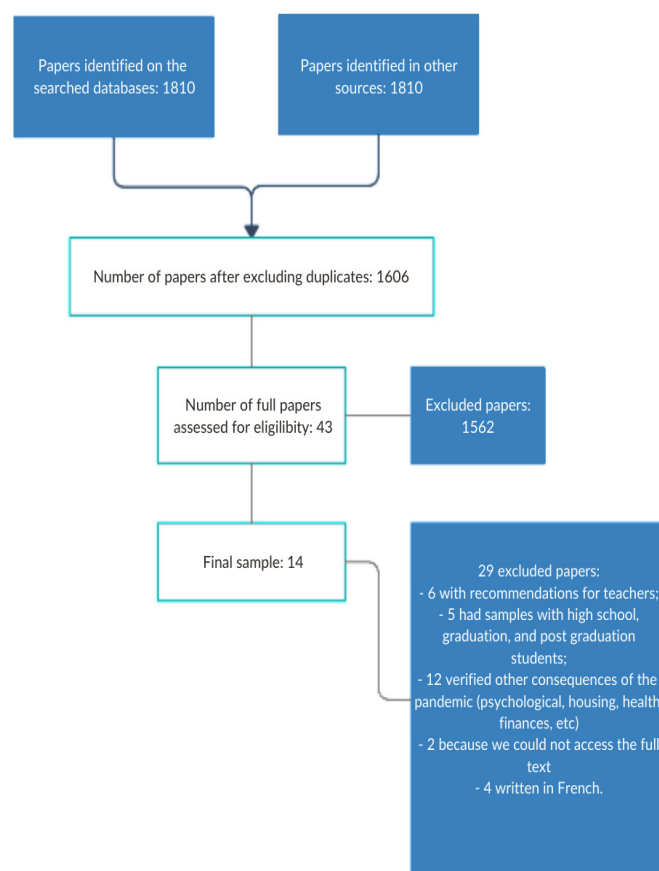 Papers identified on the
searched databases: 1810
Papers identified in other
sources: 1810
Number of papers after excluding duplicates: 1606
Number of full papers
assessed for eligilibity: 43
Excluded papers:
1562
Final sample: 14
29 excluded papers:
- 6 with recommendations for teachers;
- 5 had samples with high school,
graduation, and post graduation
students;
- 12 verified other consequences of the
pandemic (psychological, housing, health
finances, etc)
- 2 because we could not access the full
text
- 4 written in French.